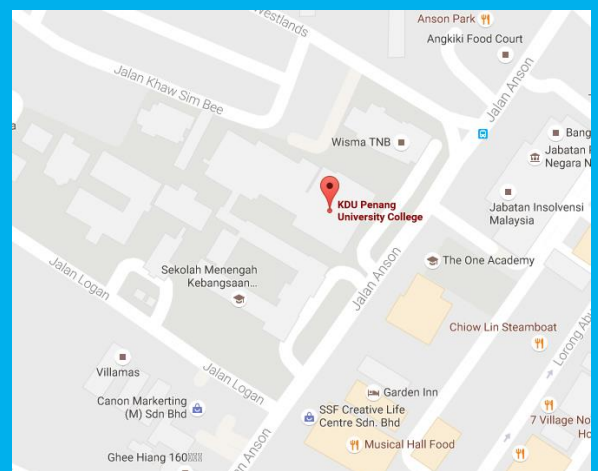 Westlands
Anson Park
Angkiki Food Court
Jalan Anson
Jalan Khaw Sim Bee
Wisma TNB
Bang
Jabatan
Negara N
KDU Penang
University College
Jabatan Insolvensi
Malaysia
Jalan Anson
The One Academy
Sekolah Menengah
Kebangsaan...
Jalan Logan
Chiow Lin Steamboat
Villamas
Jalan Logan
Garden Inn
Canon Markerting
(M) Sdn Bhd
SSF Creative Life
Centre Sdn. Bhd
7 Village No
Musical Hall Food
Ghee Hiang 160
Anson